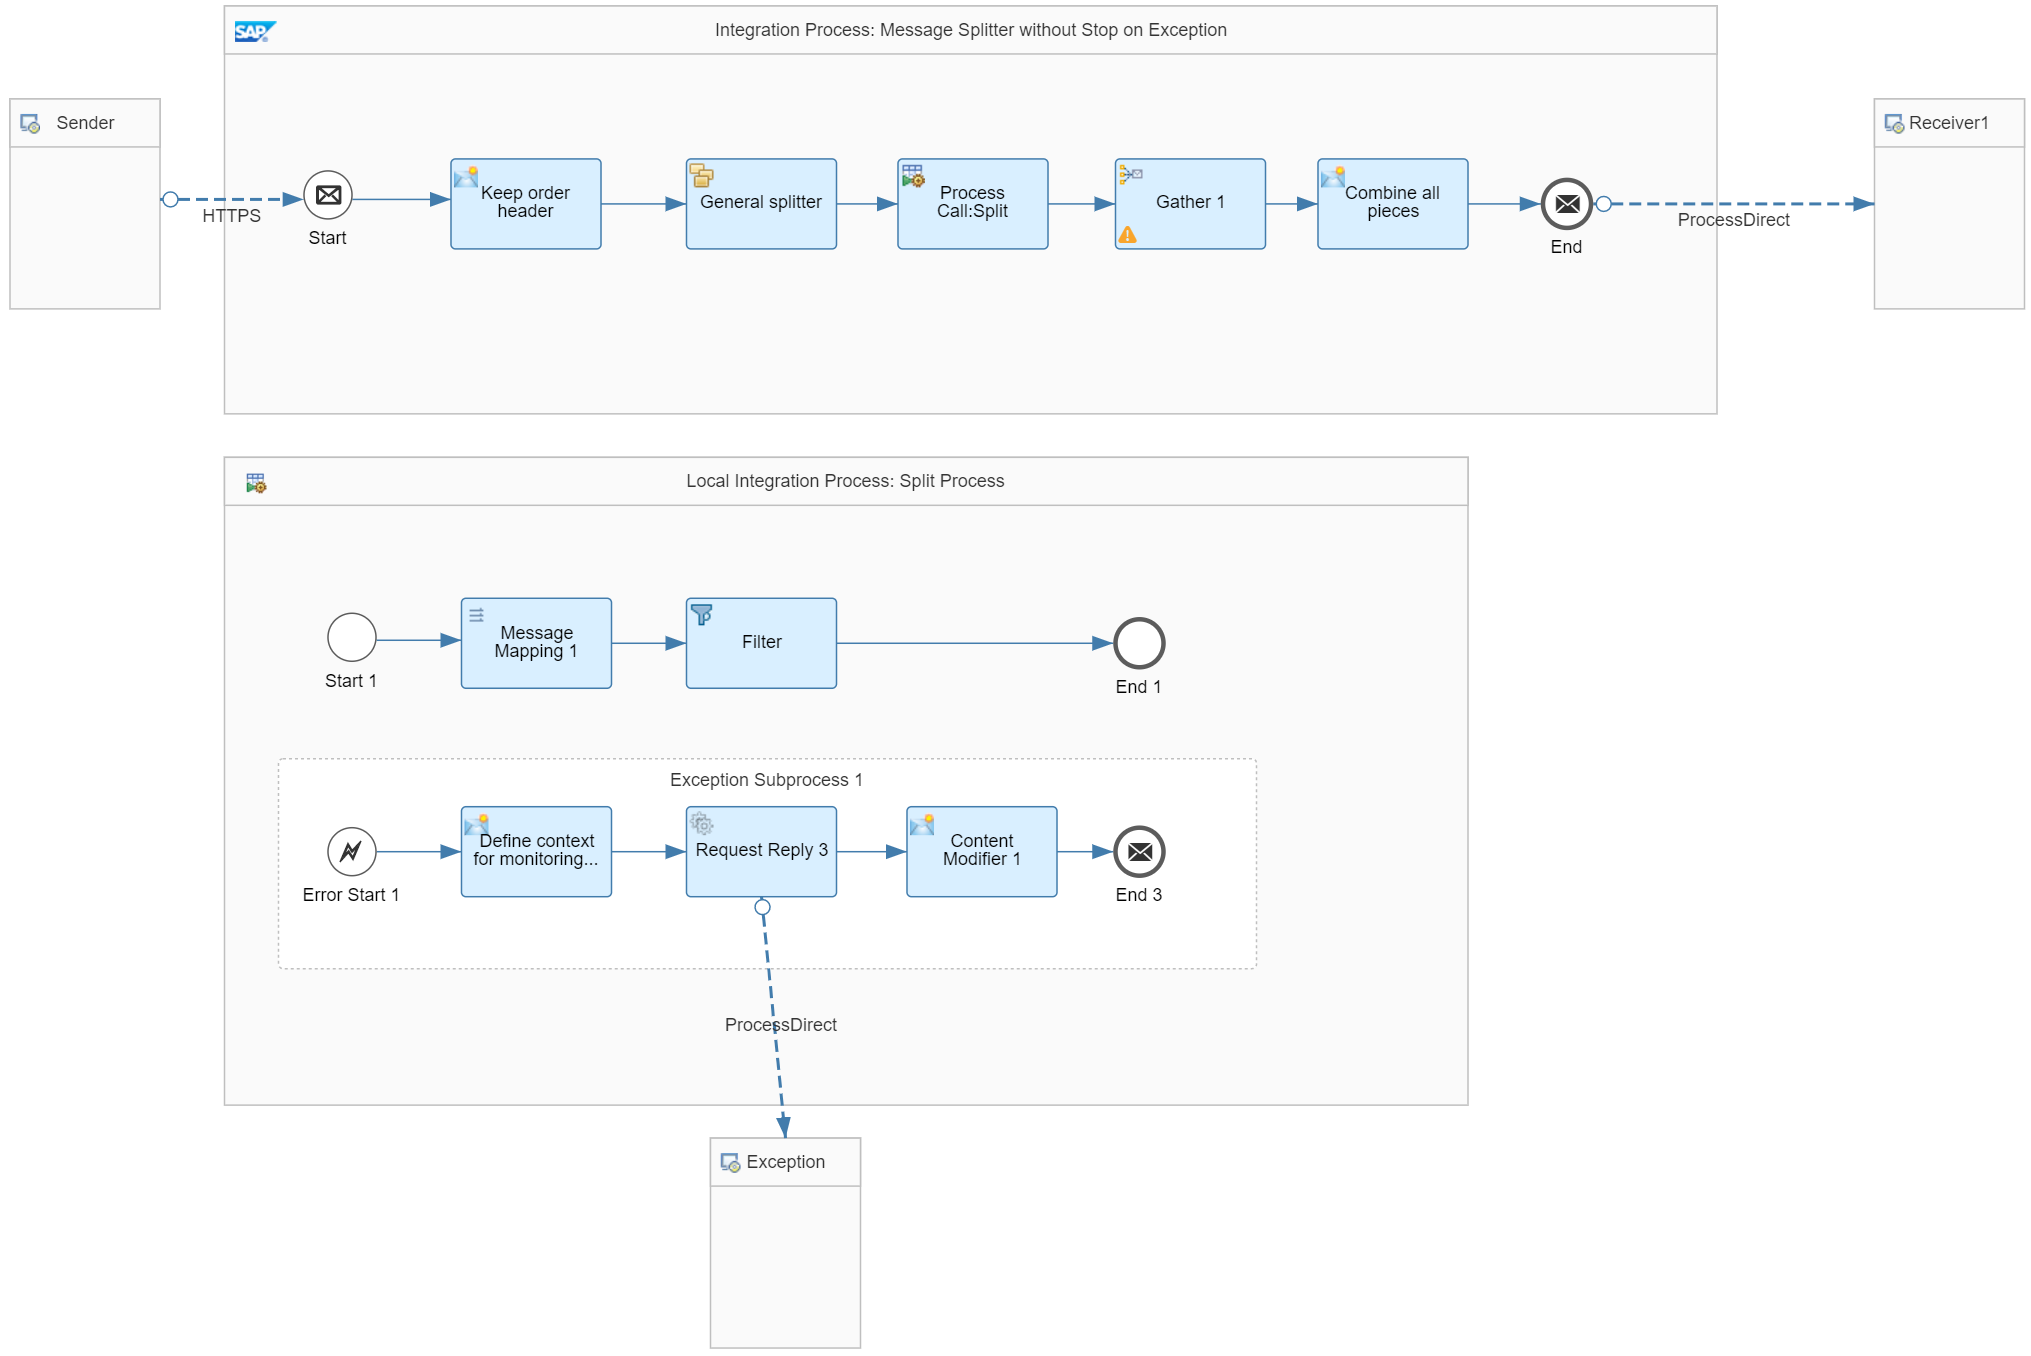 SAP
Integration Process: Message Splitter without Stop on Exception
Sender
Receiver1
HTTPS
Start
Keep order
header
General splitter
Process
Call:Split
Gather 1
Combine all
pieces
End
ProcessDirect
Local Integration Process: Split Process
Start 1
Message
Mapping 1
Filter
End 1
Exception Subprocess 1
Error Start 1
Define context
for monitoring...
Request Reply 3
Content
Modifier 1
End 3
ProcessDirect
Exception